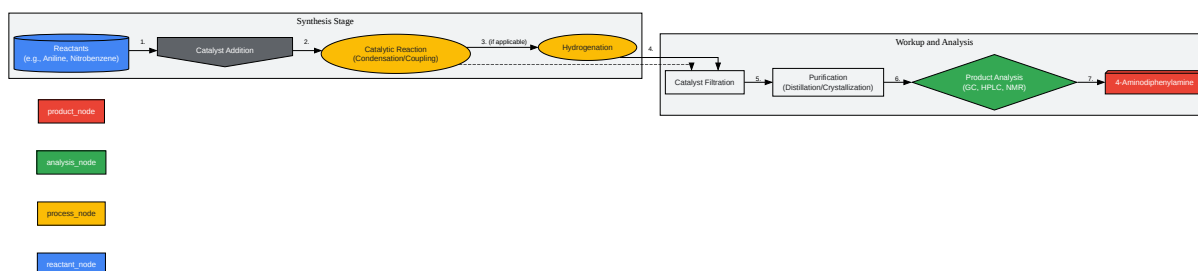 Synthesis Stage
Reactants
(e.g., Aniline, Nitrobenzene)
1.
Catalyst Addition
2.
Catalytic Reaction
(Condensation/Coupling)
3. (if applicable)
Hydrogenation
4.
Workup and Analysis
Catalyst Filtration
5.
Purification
(Distillation/Crystallization)
6.
Product Analysis
(GC, HPLC, NMR)
7.
4-Aminodiphenylamine
product_node
analysis_node
process_node
reactant_node